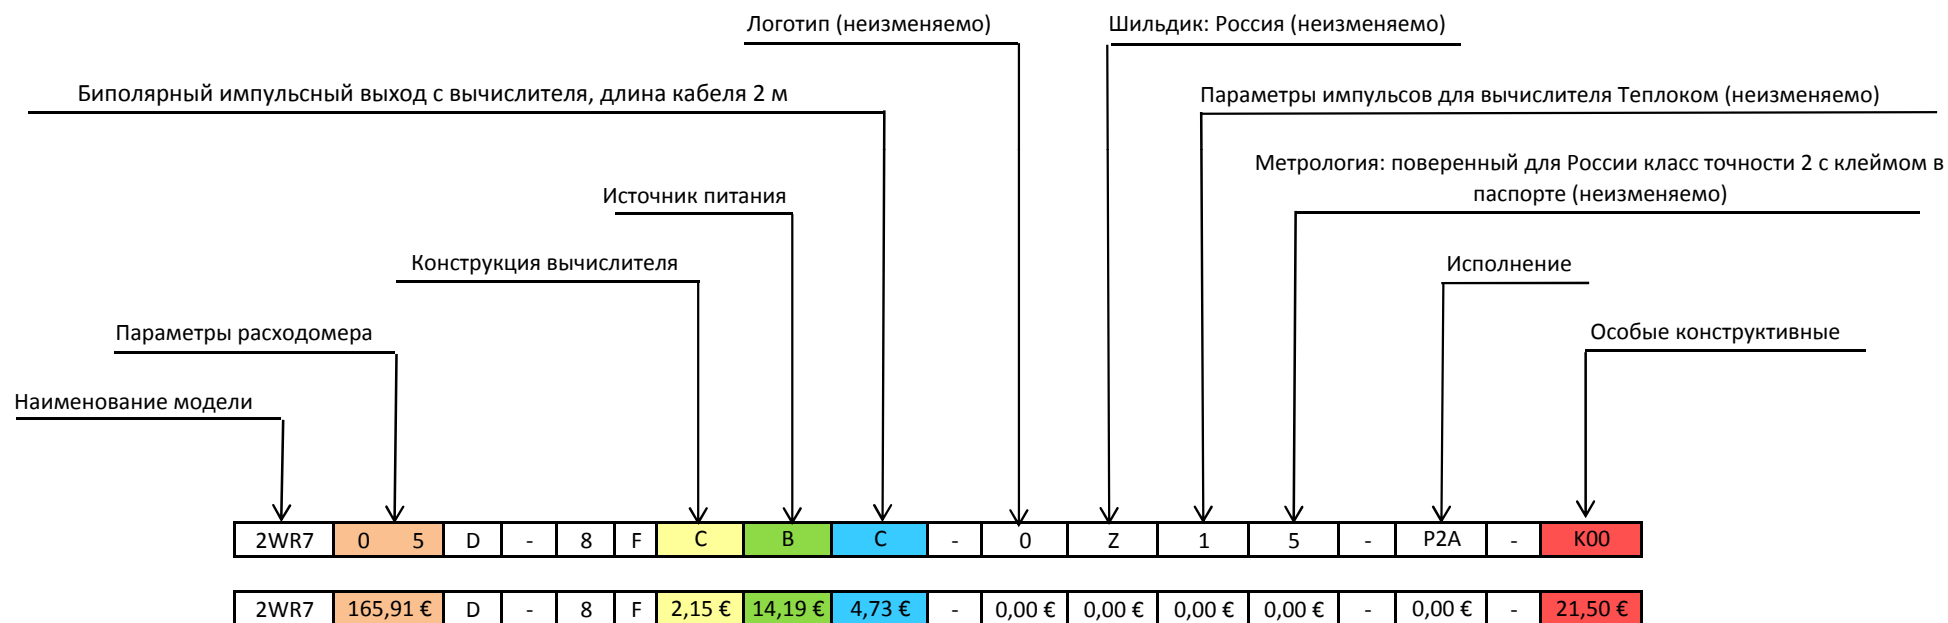 Логотип (неизменяемо)
Шильдик: Россия (неизменяемо)
Биполярный импульсный выход с вычислителя, длина кабеля 2 м
Параметры импульсов для вычислителя Теплоком (неизменяемо)
Метрология: поверенный для России класс точности 2 с клеймом в
паспорте (неизменяемо)
Источник питания
Конструкция вычислителя
Исполнение
Параметры расходомера
Особые конструктивные
Наименование модели
2WR7 0 5 D - 8 F C B C - 0 Z 1 5 - P2A - K00
2WR7 165,91 € D - 8 F 2,15 € 14,19 € 4,73 € - 0,00 € 0,00 € 0,00 € 0,00 € - 0,00 € - 21,50 €